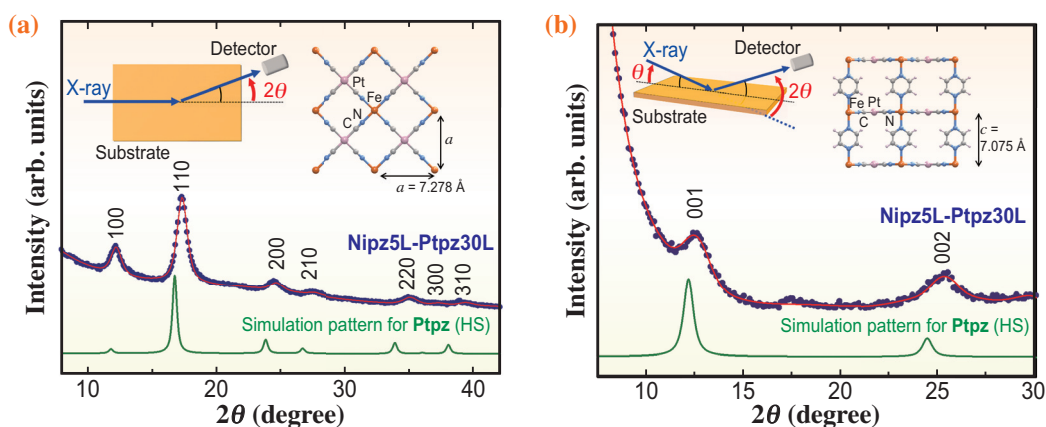 (a)
Intensity (arb. units)
X-ray
Detector
2θ
Substrate
Pt
Fe
N
C
a
a = 7.278 Å
100
110
200
210
220
300
310
Nipz5L-Ptpz30L
Simulation pattern for Ptpz (HS)
10
20
30
40
2θ (degree)
(b)
Intensity (arb. units)
X-ray
Detector
θ
2θ
Substrate
Fe Pt
C
N
c =
7.075 Å
001
002
Nipz5L-Ptpz30L
Simulation pattern for Ptpz (HS)
10
15
20
25
30
2θ (degree)